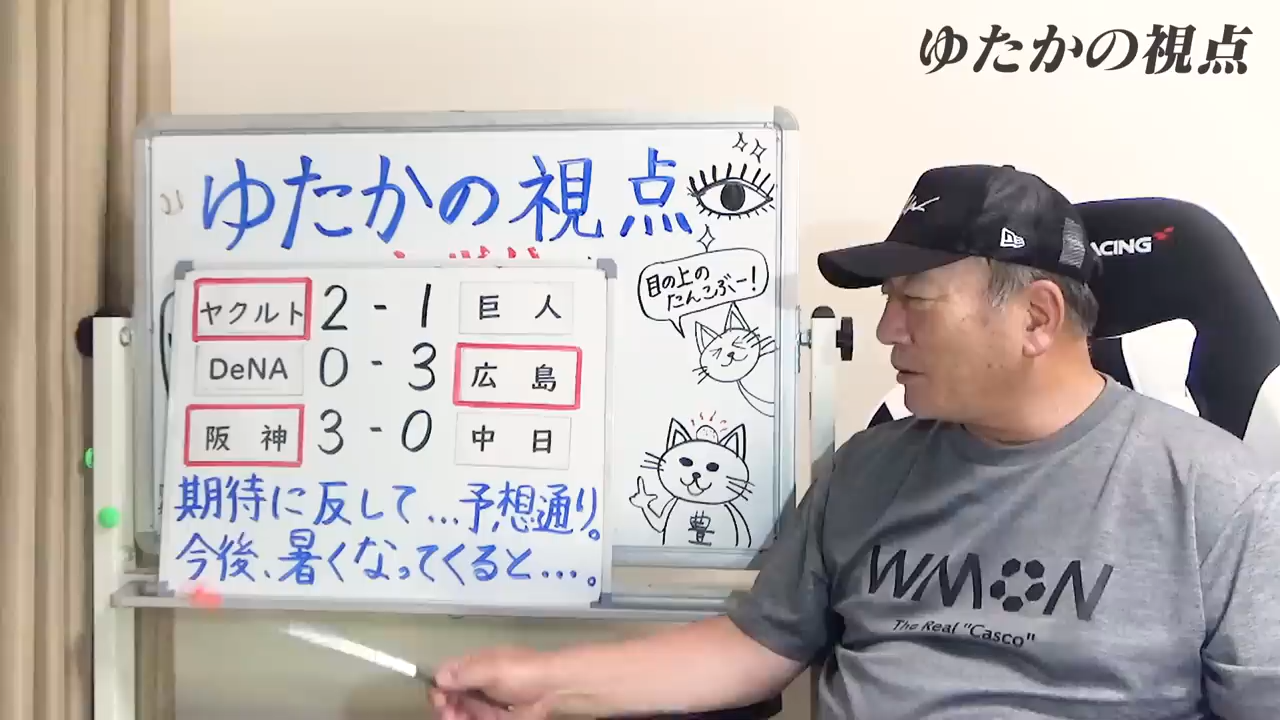 ゆたかの視点
ゆたかの視点
目の上の
たんこぶー!
ヤクルト 2 - 1 巨人
DeNA 0 - 3 広島
阪神 3 - 0 中日
期待に反して...予想通り。
今後、暑くなってくると...。
豊
ACING
WMON
The Real "Casco"